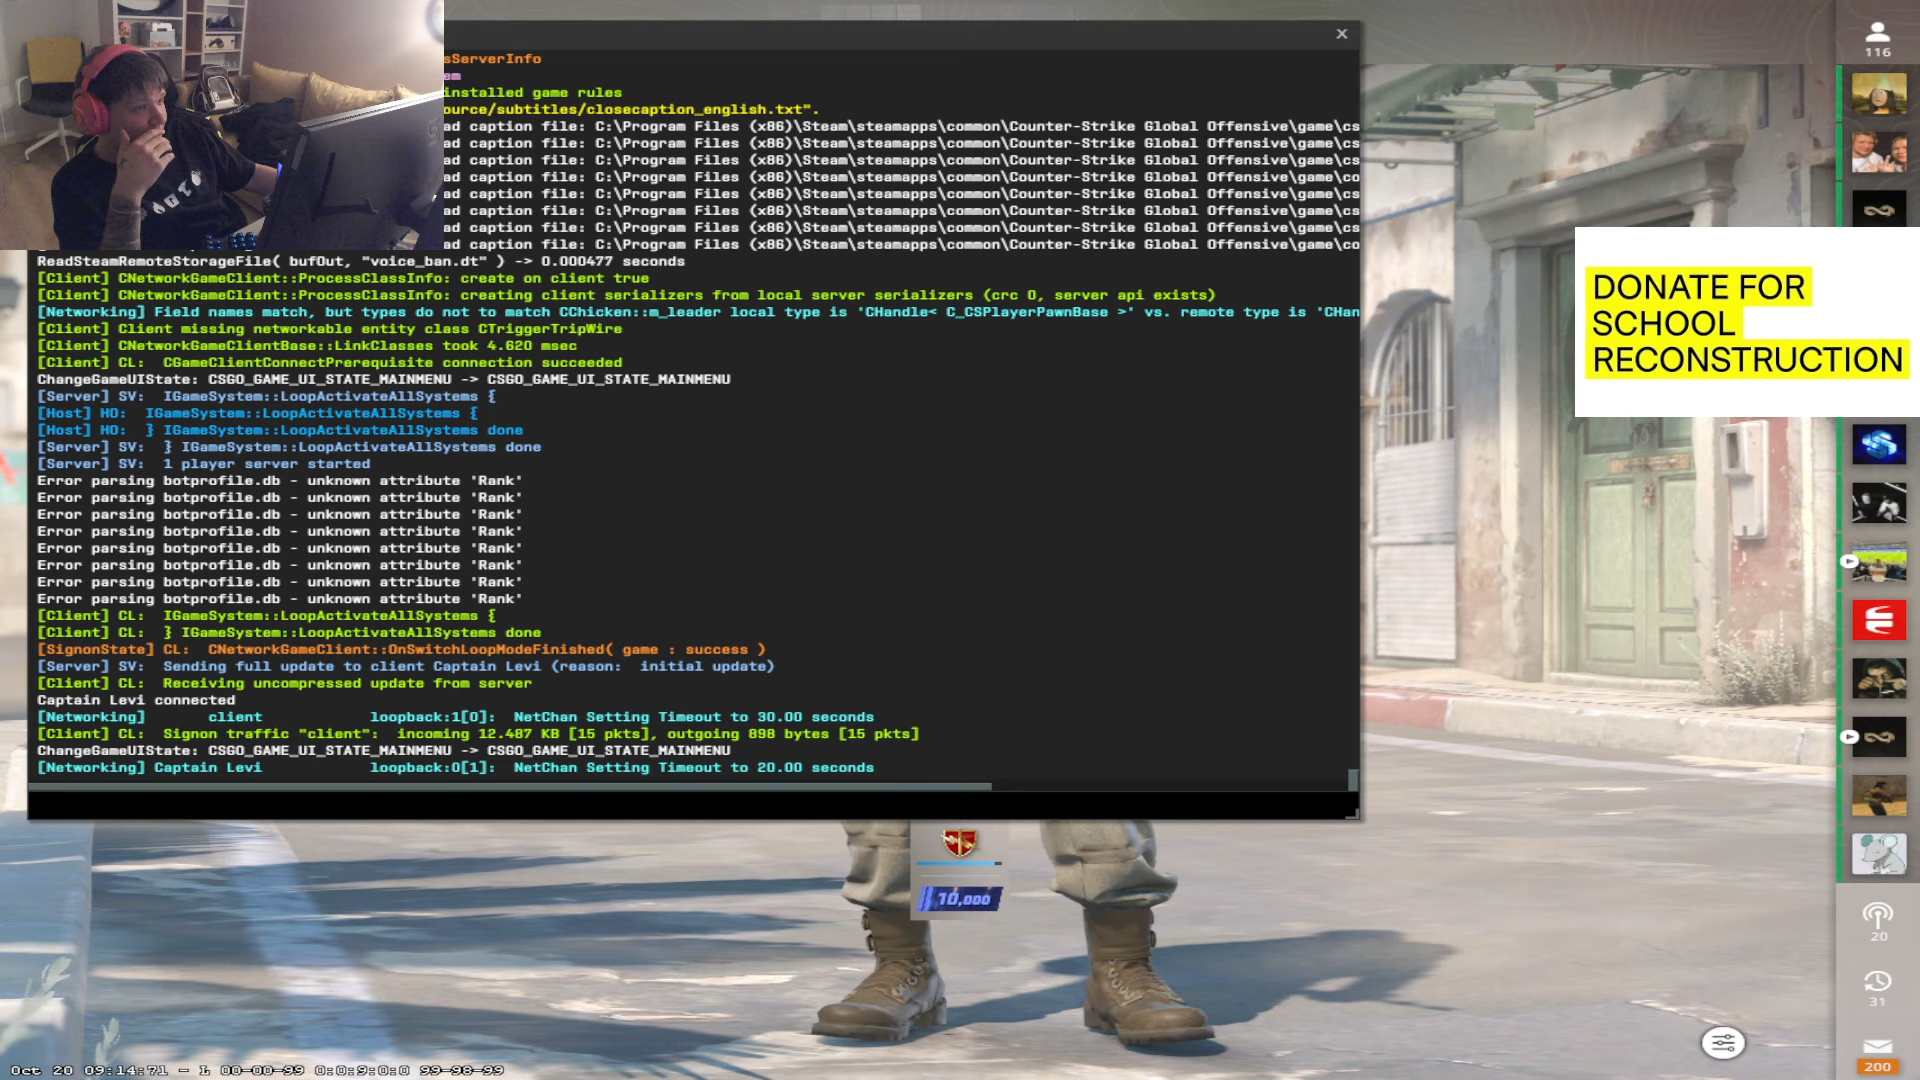 116
sServerInfo
em
installed game rules
ource/subtitles/closecaption_english.txt".
ad caption file: C:\Program Files (x86)\Steam\steamapps\common\Counter-Strike Global Offensive\game\cs
ad caption file: C:\Program Files (x86)\Steam\steamapps\common\Counter-Strike Global Offensive\game\cs
ad caption file: C:\Program Files (x86)\Steam\steamapps\common\Counter-Strike Global Offensive\game\cs
ad caption file: C:\Program Files (x86)\Steam\steamapps\common\Counter-Strike Global Offensive\game\co
ad caption file: C:\Program Files (x86)\Steam\steamapps\common\Counter-Strike Global Offensive\game\cs
ad caption file: C:\Program Files (x86)\Steam\steamapps\common\Counter-Strike Global Offensive\game\cs
ad caption file: C:\Program Files (x86)\Steam\steamapps\common\Counter-Strike Global Offensive\game\cs
ad caption file: C:\Program Files (x86)\Steam\steamapps\common\Counter-Strike Global Offensive\game\co
ReadSteamRemoteStorageFile( bufOut, "voice_ban.dt" ) -> 0.000477 seconds
[Client] CNetworkGameClient::ProcessClassInfo: create on client true
[Client] CNetworkGameClient::ProcessClassInfo: creating client serializers from local server serializers (crc 0, server api exists)
[Networking] Field names match, but types do not to match CChicken::m_leader local type is 'CHandle< C_CSPlayerPawnBase >' vs. remote type is 'CHan
[Client] Client missing networkable entity class CTriggerTripWire
[Client] CNetworkGameClientBase::LinkClasses took 4.620 msec
[Client] CL:  CGameClientConnectPrerequisite connection succeeded
ChangeGameUIState: CSGO_GAME_UI_STATE_MAINMENU -> CSGO_GAME_UI_STATE_MAINMENU
[Server] SV:  IGameSystem::LoopActivateAllSystems {
[Host] HO:  IGameSystem::LoopActivateAllSystems {
[Host] HO:  } IGameSystem::LoopActivateAllSystems done
[Server] SV:  } IGameSystem::LoopActivateAllSystems done
[Server] SV:  1 player server started
Error parsing botprofile.db - unknown attribute 'Rank'
Error parsing botprofile.db - unknown attribute 'Rank'
Error parsing botprofile.db - unknown attribute 'Rank'
Error parsing botprofile.db - unknown attribute 'Rank'
Error parsing botprofile.db - unknown attribute 'Rank'
Error parsing botprofile.db - unknown attribute 'Rank'
Error parsing botprofile.db - unknown attribute 'Rank'
Error parsing botprofile.db - unknown attribute 'Rank'
[Client] CL:  IGameSystem::LoopActivateAllSystems {
[Client] CL:  } IGameSystem::LoopActivateAllSystems done
[SignonState] CL:  CNetworkGameClient::OnSwitchLoopModeFinished( game : success )
[Server] SV:  Sending full update to client Captain Levi (reason:  initial update)
[Client] CL:  Receiving uncompressed update from server
Captain Levi connected
[Networking]       client            loopback:1[0]:  NetChan Setting Timeout to 30.00 seconds
[Client] CL:  Signon traffic "client":  incoming 12.487 KB [15 pkts], outgoing 898 bytes [15 pkts]
ChangeGameUIState: CSGO_GAME_UI_STATE_MAINMENU -> CSGO_GAME_UI_STATE_MAINMENU
[Networking] Captain Levi            loopback:0[1]:  NetChan Setting Timeout to 20.00 seconds
DONATE FOR
SCHOOL
RECONSTRUCTION
10,000
20
31
200
Oct 20 09:14:71 - L 00-00-99 0:0:9:0:0 99-98-99